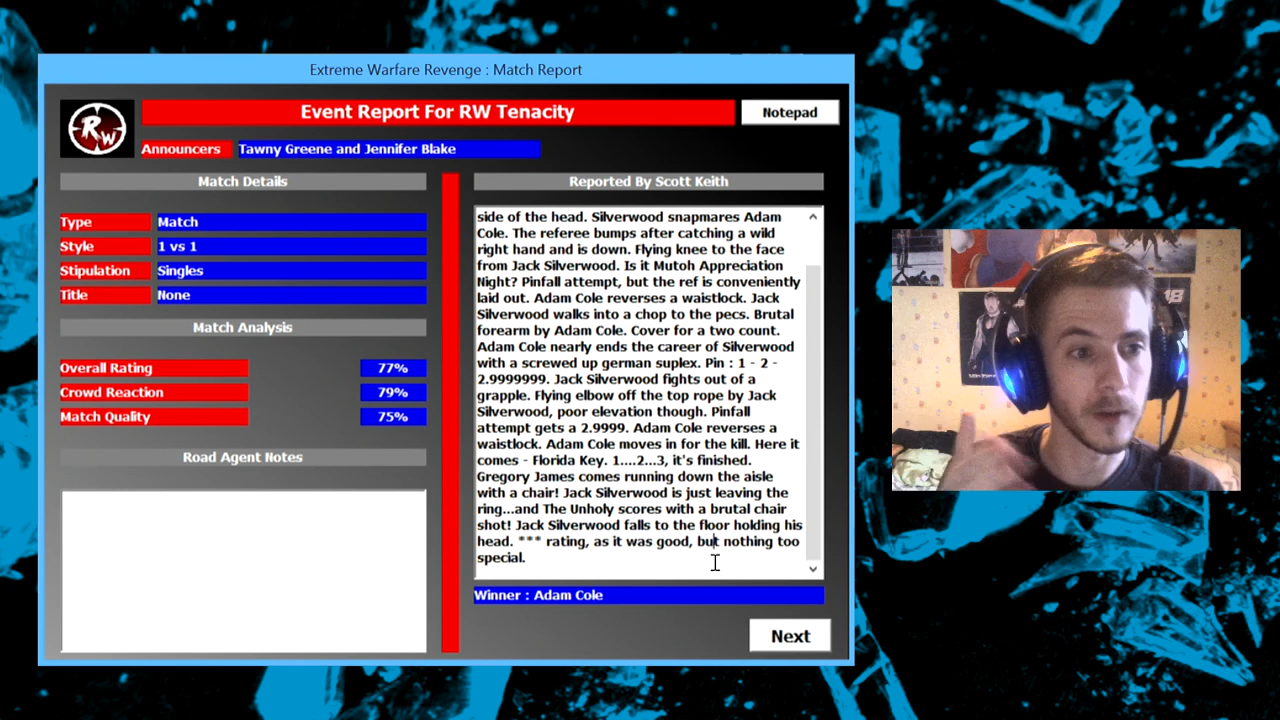 Extreme Warfare Revenge : Match Report
RW
Event Report For RW Tenacity
Notepad
Announcers
Tawny Greene and Jennifer Blake
Match Details
Type
Match
Style
1 vs 1
Stipulation
Singles
Title
None
Match Analysis
Overall Rating
77%
Crowd Reaction
79%
Match Quality
75%
Road Agent Notes
Reported By Scott Keith
side of the head. Silverwood snapmares Adam
Cole. The referee bumps after catching a wild
right hand and is down. Flying knee to the face
from Jack Silverwood. Is it Mutoh Appreciation
Night? Pinfall attempt, but the ref is conveniently
laid out. Adam Cole reverses a waistlock. Jack
Silverwood walks into a chop to the pecs. Brutal
forearm by Adam Cole. Cover for a two count.
Adam Cole nearly ends the career of Silverwood
with a screwed up german suplex. Pin : 1 - 2 -
2.9999999. Jack Silverwood fights out of a
grapple. Flying elbow off the top rope by Jack
Silverwood, poor elevation though. Pinfall
attempt gets a 2.9999. Adam Cole reverses a
waistlock. Adam Cole moves in for the kill. Here it
comes - Florida Key. 1....2...3, it's finished.
Gregory James comes running down the aisle
with a chair! Jack Silverwood is just leaving the
ring...and The Unholy scores with a brutal chair
shot! Jack Silverwood falls to the floor holding his
head. *** rating, as it was good, but nothing too
special.
Winner : Adam Cole
Next
18